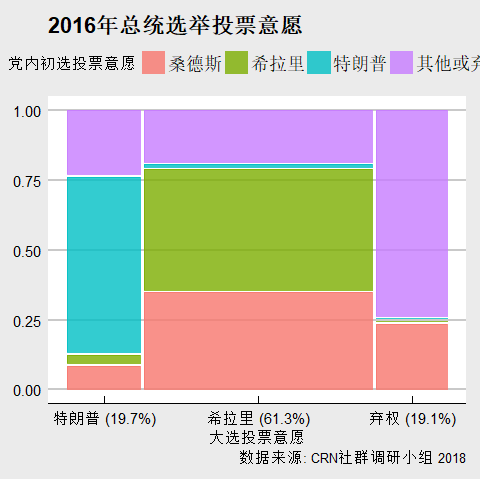 2016年总统选举投票意愿
党内初选投票意愿 桑德斯 希拉里 特朗普 其他或弃
1.00
0.75
0.50
0.25
0.00
特朗普 (19.7%) 希拉里 (61.3%) 弃权 (19.1%)
大选投票意愿
数据来源: CRN社群调研小组 2018